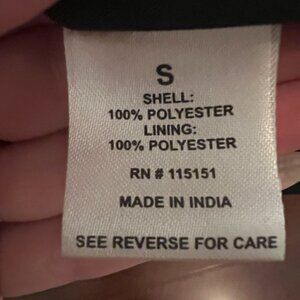 S
SHELL:
100% POLYESTER
LINING:
100% POLYESTER
RN # 115151
MADE IN INDIA
SEE REVERSE FOR CARE